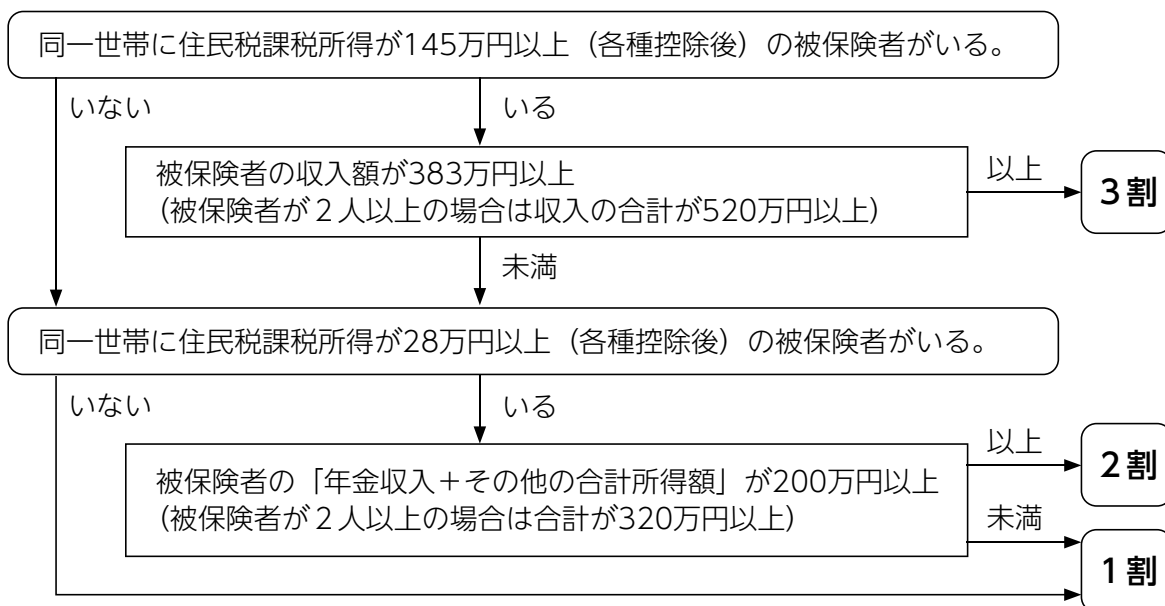 同一世帯に住民税課税所得が145万円以上（各種控除後）の被保険者がいる。
いない
いる
被保険者の収入額が383万円以上
（被保険者が２人以上の場合は収入の合計が520万円以上）
以上
３割
未満
同一世帯に住民税課税所得が28万円以上（各種控除後）の被保険者がいる。
いない
いる
被保険者の「年金収入＋その他の合計所得額」が200万円以上
（被保険者が２人以上の場合は合計が320万円以上）
以上
２割
未満
１割